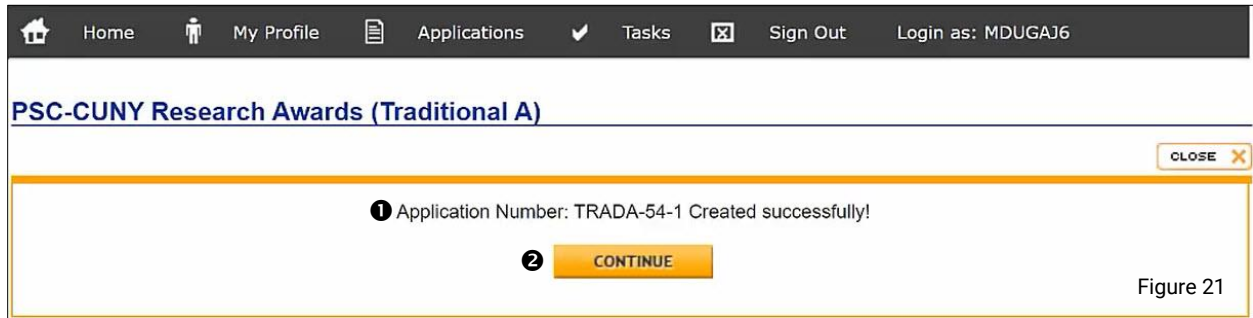 Home My Profile Applications Tasks Sign Out Login as: MDUGAJ6
PSC-CUNY Research Awards (Traditional A)
CLOSE X
❶ Application Number: TRADA-54-1 Created successfully!
❷ CONTINUE
Figure 21